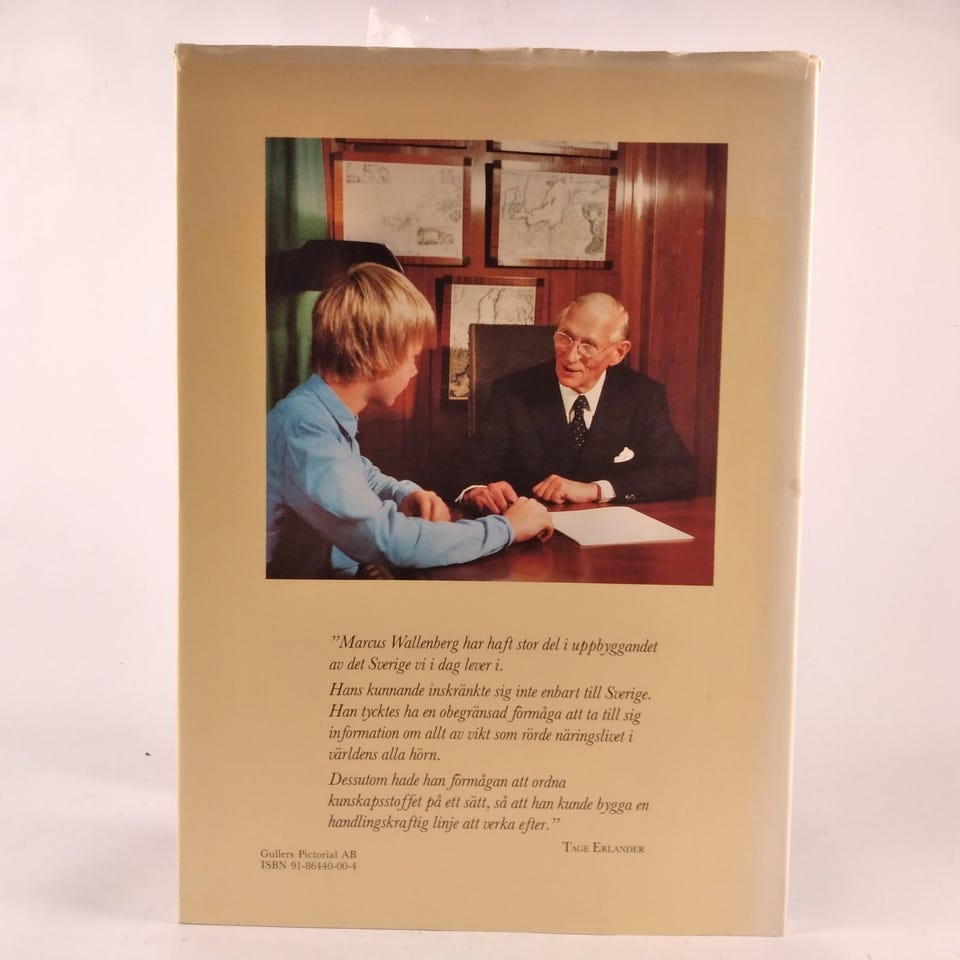 ”Marcus Wallenberg har haft stor del i uppbyggandet
av det Sverige vi i dag lever i.
Hans kunnande inskränkte sig inte enbart till Sverige.
Han tycktes ha en obegränsad förmåga att ta till sig
information om allt av vikt som rörde näringslivet i
världens alla hörn.
Dessutom hade han förmågan att ordna
kunskapsstoffet på ett sätt, så att han kunde bygga en
handlingskraftig linje att verka efter.”
TAGE ERLANDER
Gullers Pictorial AB
ISBN 91-86440-00-4